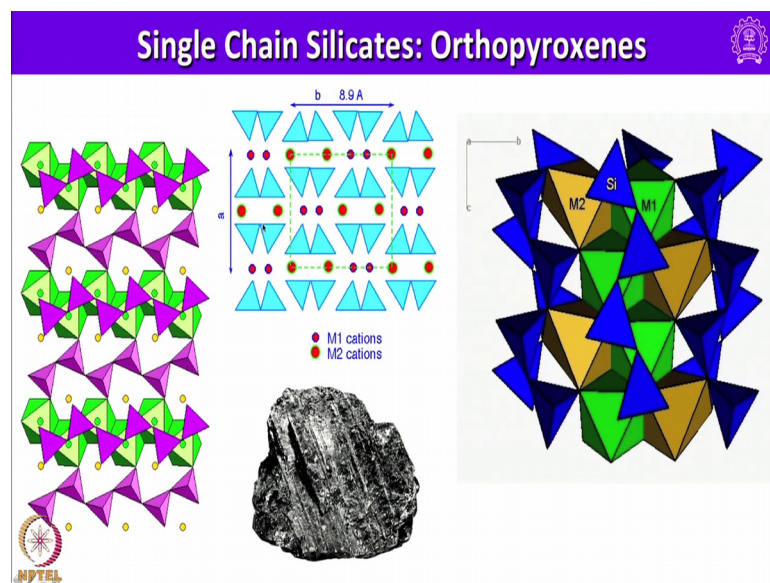 Single Chain Silicates: Orthopyroxenes
b 8.9 A
a
M1 cations
M2 cations
a b
c
Si
M2 M1
NPTEL